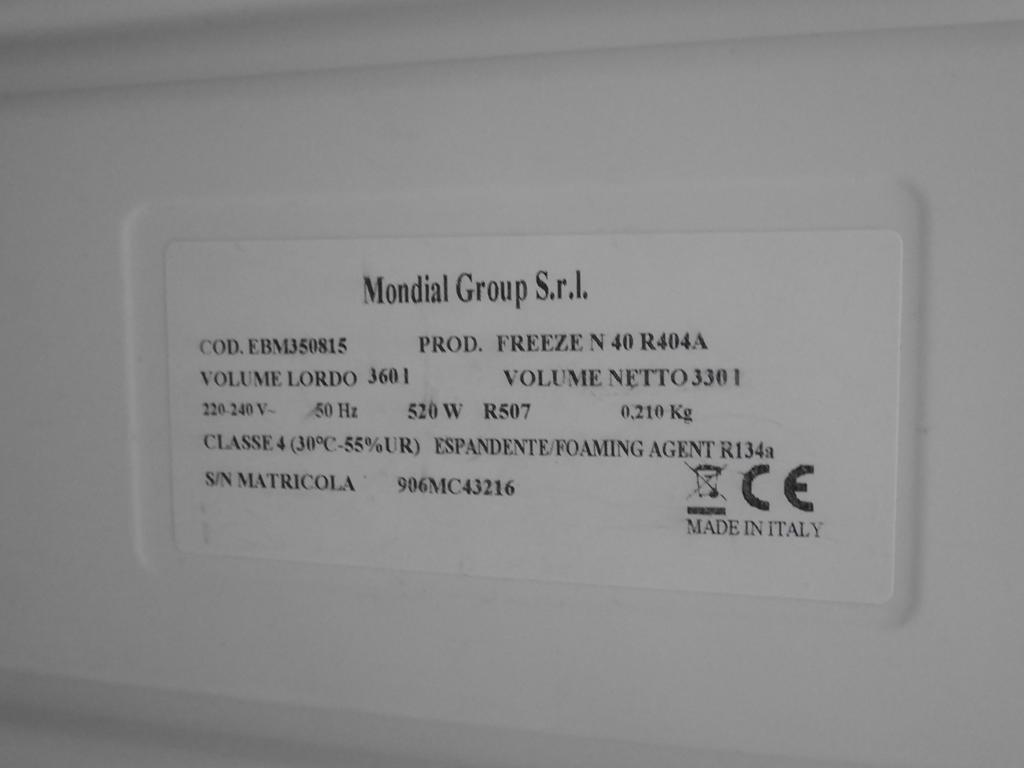 Mondial Group S.r.l.
COD. EBM350815 PROD. FREEZE N 40 R404A
VOLUME LORDO 360 l VOLUME NETTO 330 l
220-240 V~ 50 Hz 520 W R507 0,210 Kg
CLASSE 4 (30°C-55%UR) ESPANDENTE/FOAMING AGENT R134a
S/N MATRICOLA 906MC43216
CE
MADE IN ITALY